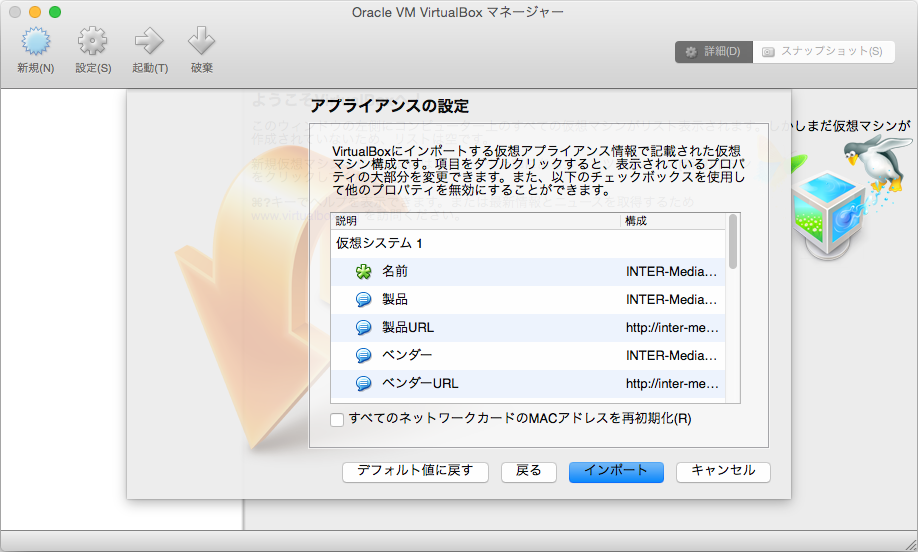 Oracle VM VirtualBox マネージャー
新規(N)
設定(S)
起動(T)
破棄
詳細(D)
スナップショット(S)
ようこそ
アプライアンスの設定
しかしまだ仮想マシンが
VirtualBoxにインポートする仮想アプライアンス情報で記載された仮想
マシン構成です。項目をダブルクリックすると、表示されているプロパ
ティの大部分を変更できます。また、以下のチェックボックスを使用し
て他のプロパティを無効にすることができます。
説明
構成
仮想システム 1
名前
INTER-Media...
製品
INTER-Media...
製品URL
http://inter-me...
ベンダー
INTER-Media...
ベンダーURL
http://inter-me...
すべてのネットワークカードのMACアドレスを再初期化(R)
デフォルト値に戻す
戻る
インポート
キャンセル